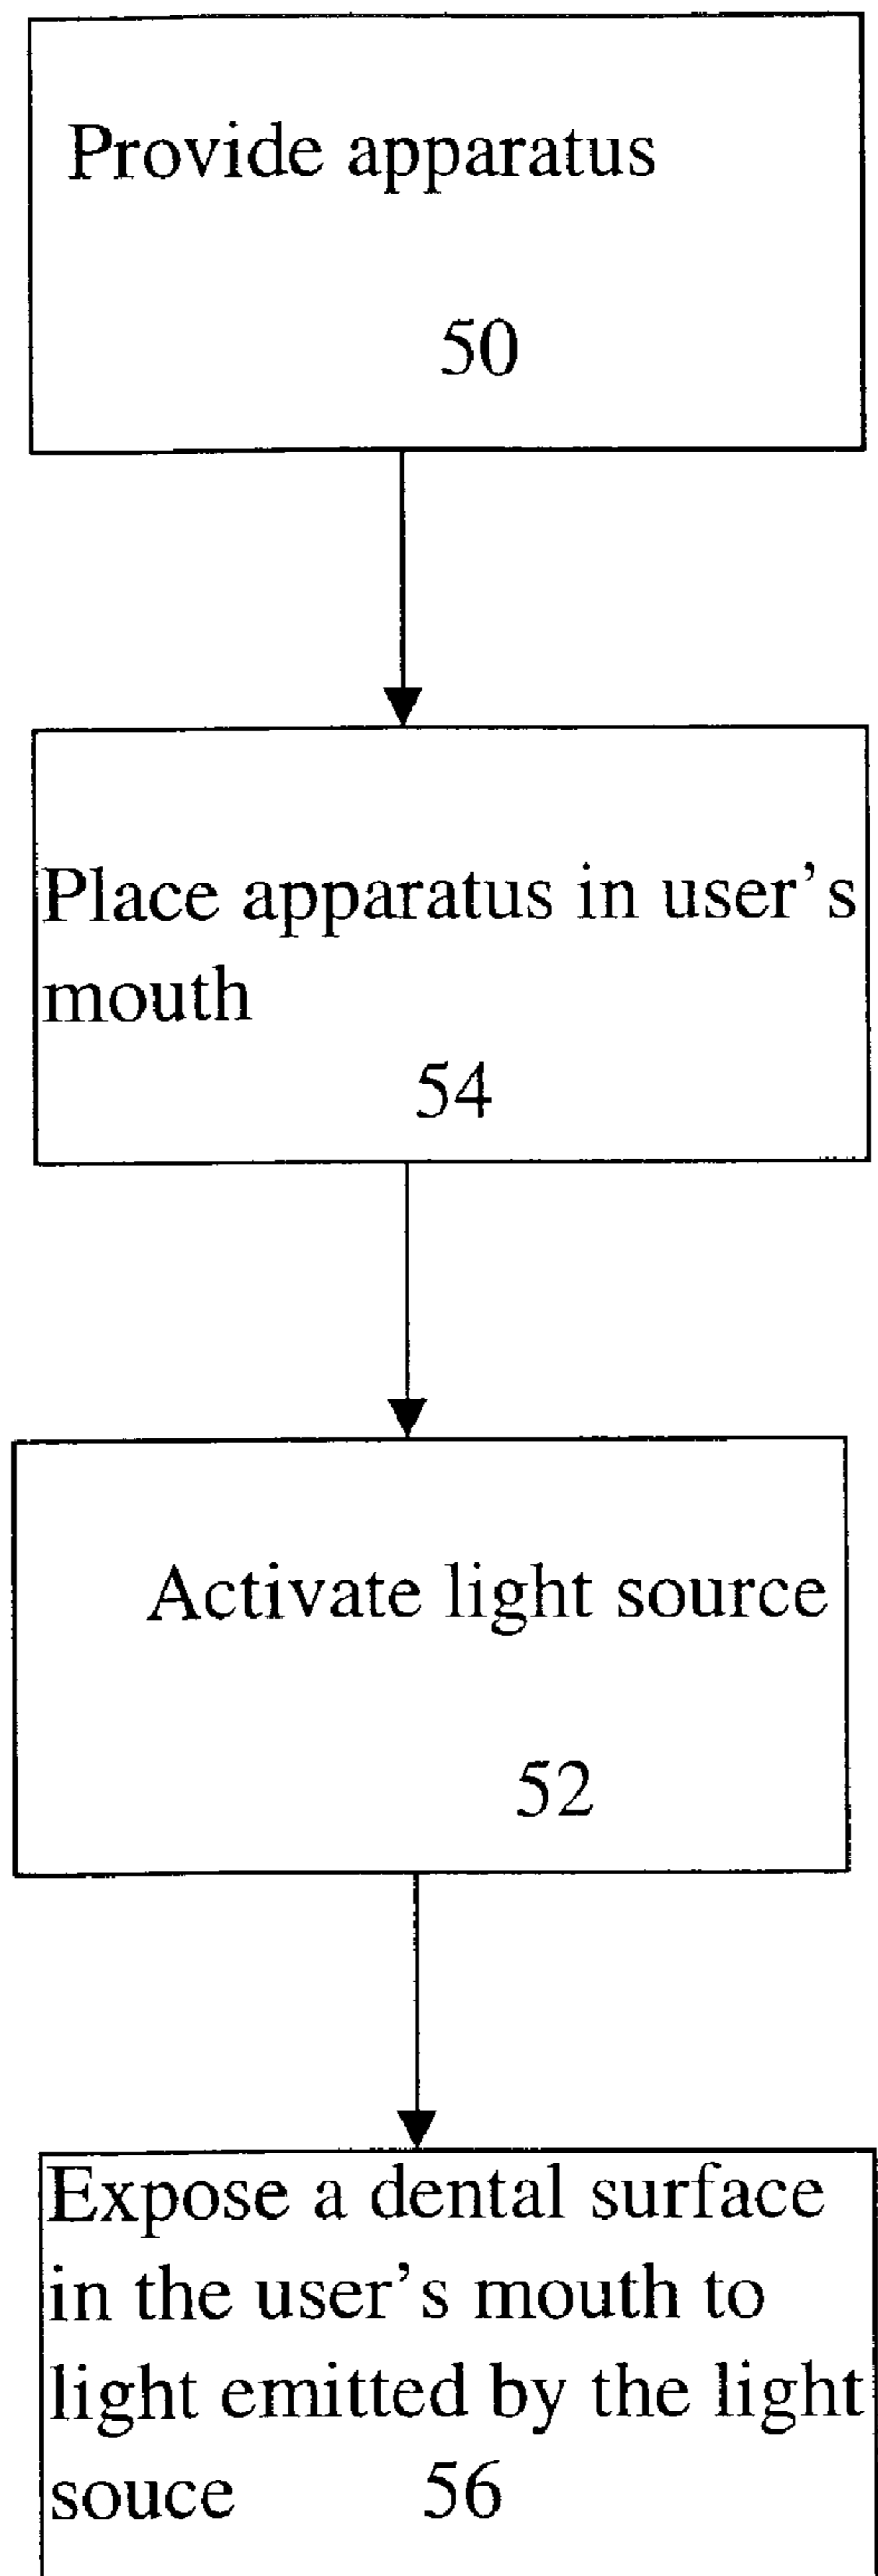 Provide apparatus
50
Place apparatus in user's
mouth
54
Activate light source
52
Expose a dental surface
in the user's mouth to
light emitted by the light
souce 56